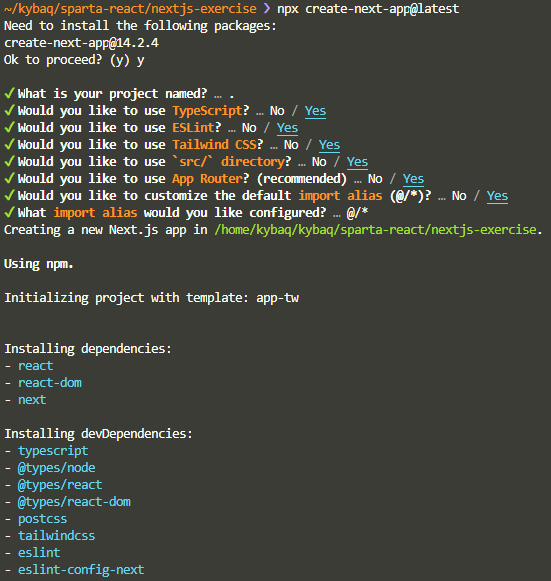 ~/kybaq/sparta-react/nextjs-exercise ❯ npx create-next-app@latest
Need to install the following packages:
create-next-app@14.2.4
Ok to proceed? (y) y
✔ What is your project named? … .
✔ Would you like to use TypeScript? … No / Yes
✔ Would you like to use ESLint? … No / Yes
✔ Would you like to use Tailwind CSS? … No / Yes
✔ Would you like to use `src/` directory? … No / Yes
✔ Would you like to use App Router? (recommended) … No / Yes
✔ Would you like to customize the default import alias (@/*)? … No / Yes
✔ What import alias would you like configured? … @/*
Creating a new Next.js app in /home/kybaq/kybaq/sparta-react/nextjs-exercise.
Using npm.
Initializing project with template: app-tw
Installing dependencies:
- react
- react-dom
- next
Installing devDependencies:
- typescript
- @types/node
- @types/react
- @types/react-dom
- postcss
- tailwindcss
- eslint
- eslint-config-next